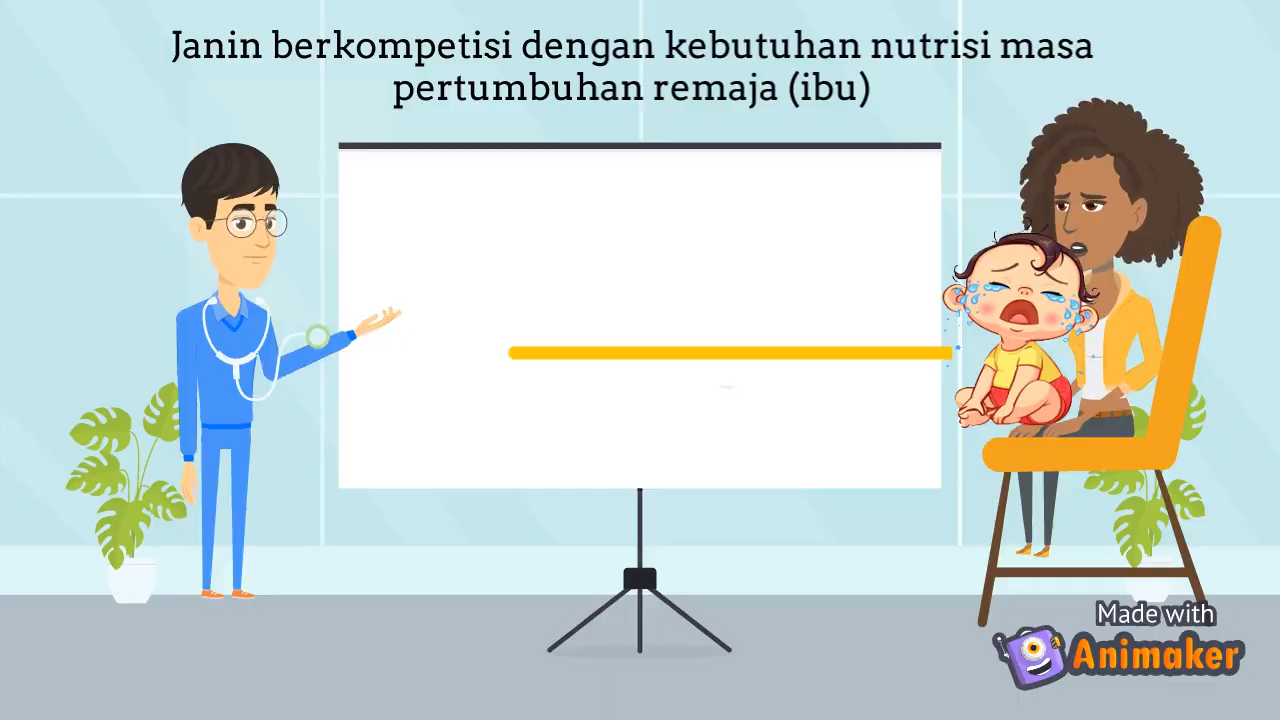 Janin berkompetisi dengan kebutuhan nutrisi masa
pertumbuhan remaja (ibu)
Made with
Animaker